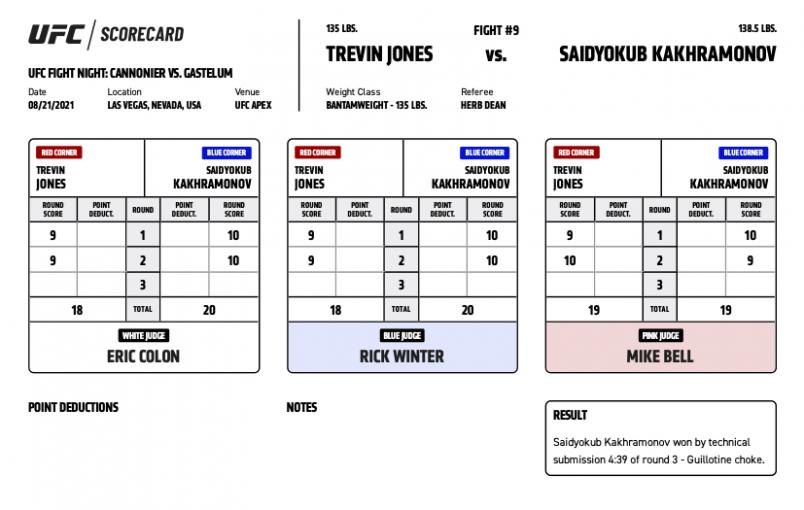 UFC / SCORECARD
UFC FIGHT NIGHT: CANNONIER VS. GASTELUM
Date Location Venue
08/21/2021 LAS VEGAS, NEVADA, USA UFC APEX
135 LBS. FIGHT #9 138.5 LBS.
TREVIN JONES vs. SAIDYOKUB KAKHRAMONOV
Weight Class Referee
BANTAMWEIGHT - 135 LBS. HERB DEAN
RED CORNER BLUE CORNER
TREVIN SAIDYOKUB
JONES KAKHRAMONOV
ROUND SCORE POINT DEDUCT. ROUND POINT DEDUCT. ROUND SCORE
9 1 10
9 2 10
3
18 TOTAL 20
WHITE JUDGE
ERIC COLON
RED CORNER BLUE CORNER
TREVIN SAIDYOKUB
JONES KAKHRAMONOV
ROUND SCORE POINT DEDUCT. ROUND POINT DEDUCT. ROUND SCORE
9 1 10
9 2 10
3
18 TOTAL 20
BLUE JUDGE
RICK WINTER
RED CORNER BLUE CORNER
TREVIN SAIDYOKUB
JONES KAKHRAMONOV
ROUND SCORE POINT DEDUCT. ROUND POINT DEDUCT. ROUND SCORE
9 1 10
10 2 9
3
19 TOTAL 19
PINK JUDGE
MIKE BELL
POINT DEDUCTIONS
NOTES
RESULT
Saidyokub Kakhramonov won by technical
submission 4:39 of round 3 - Guillotine choke.